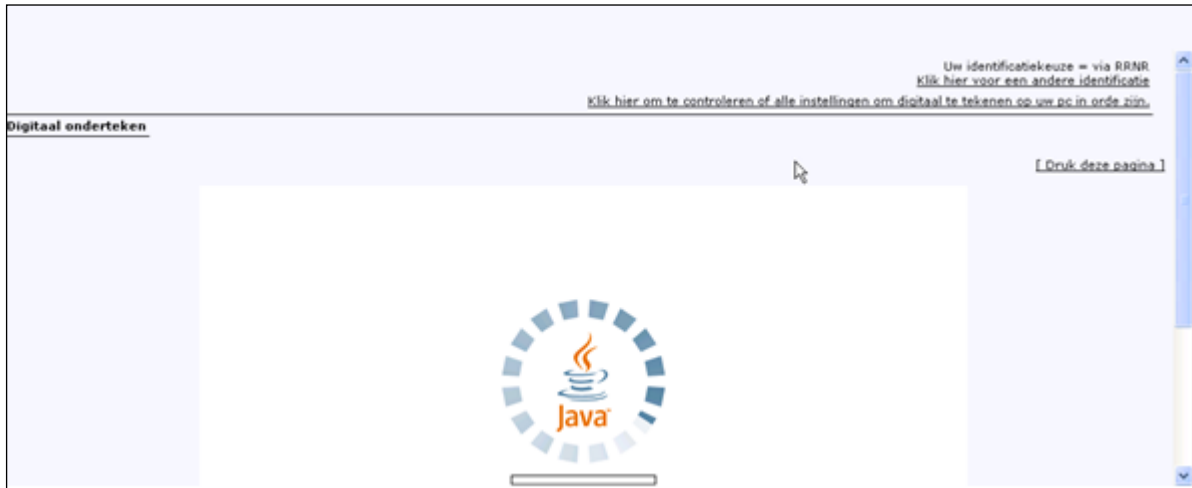 Uw identificatiekeuze = via RRNR
Klik hier voor een andere identificatie
Klik hier om te controleren of alle instellingen om digitaal te tekenen op uw pc in orde zijn.
Digitaal onderteken
[ Druk deze pagina ]
Java